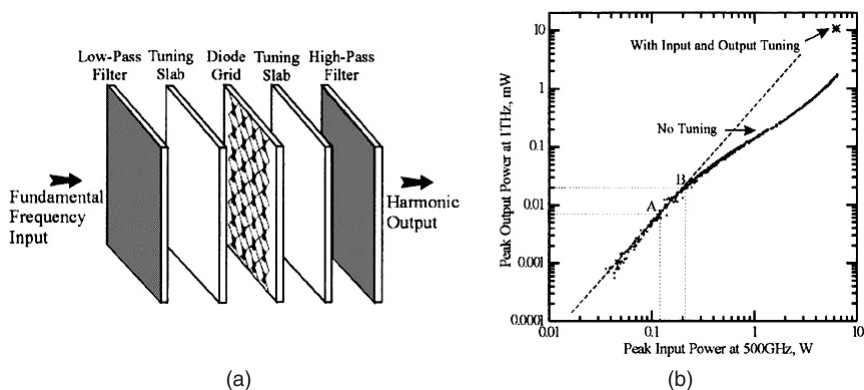 (a)
Low-Pass
Filter
Tuning
Slab
Diode
Grid
Tuning
Slab
High-Pass
Filter
Fundamental
Frequency
Input
Harmonic
Output
(b)
10
1
0.1
0.01
0.001
0.0001
Peak Output Power at 1THz, mW
With Input and Output Tuning
No Tuning
B
A
0.01
0.1
1
10
Peak Input Power at 500GHz, W
(a)
(b)